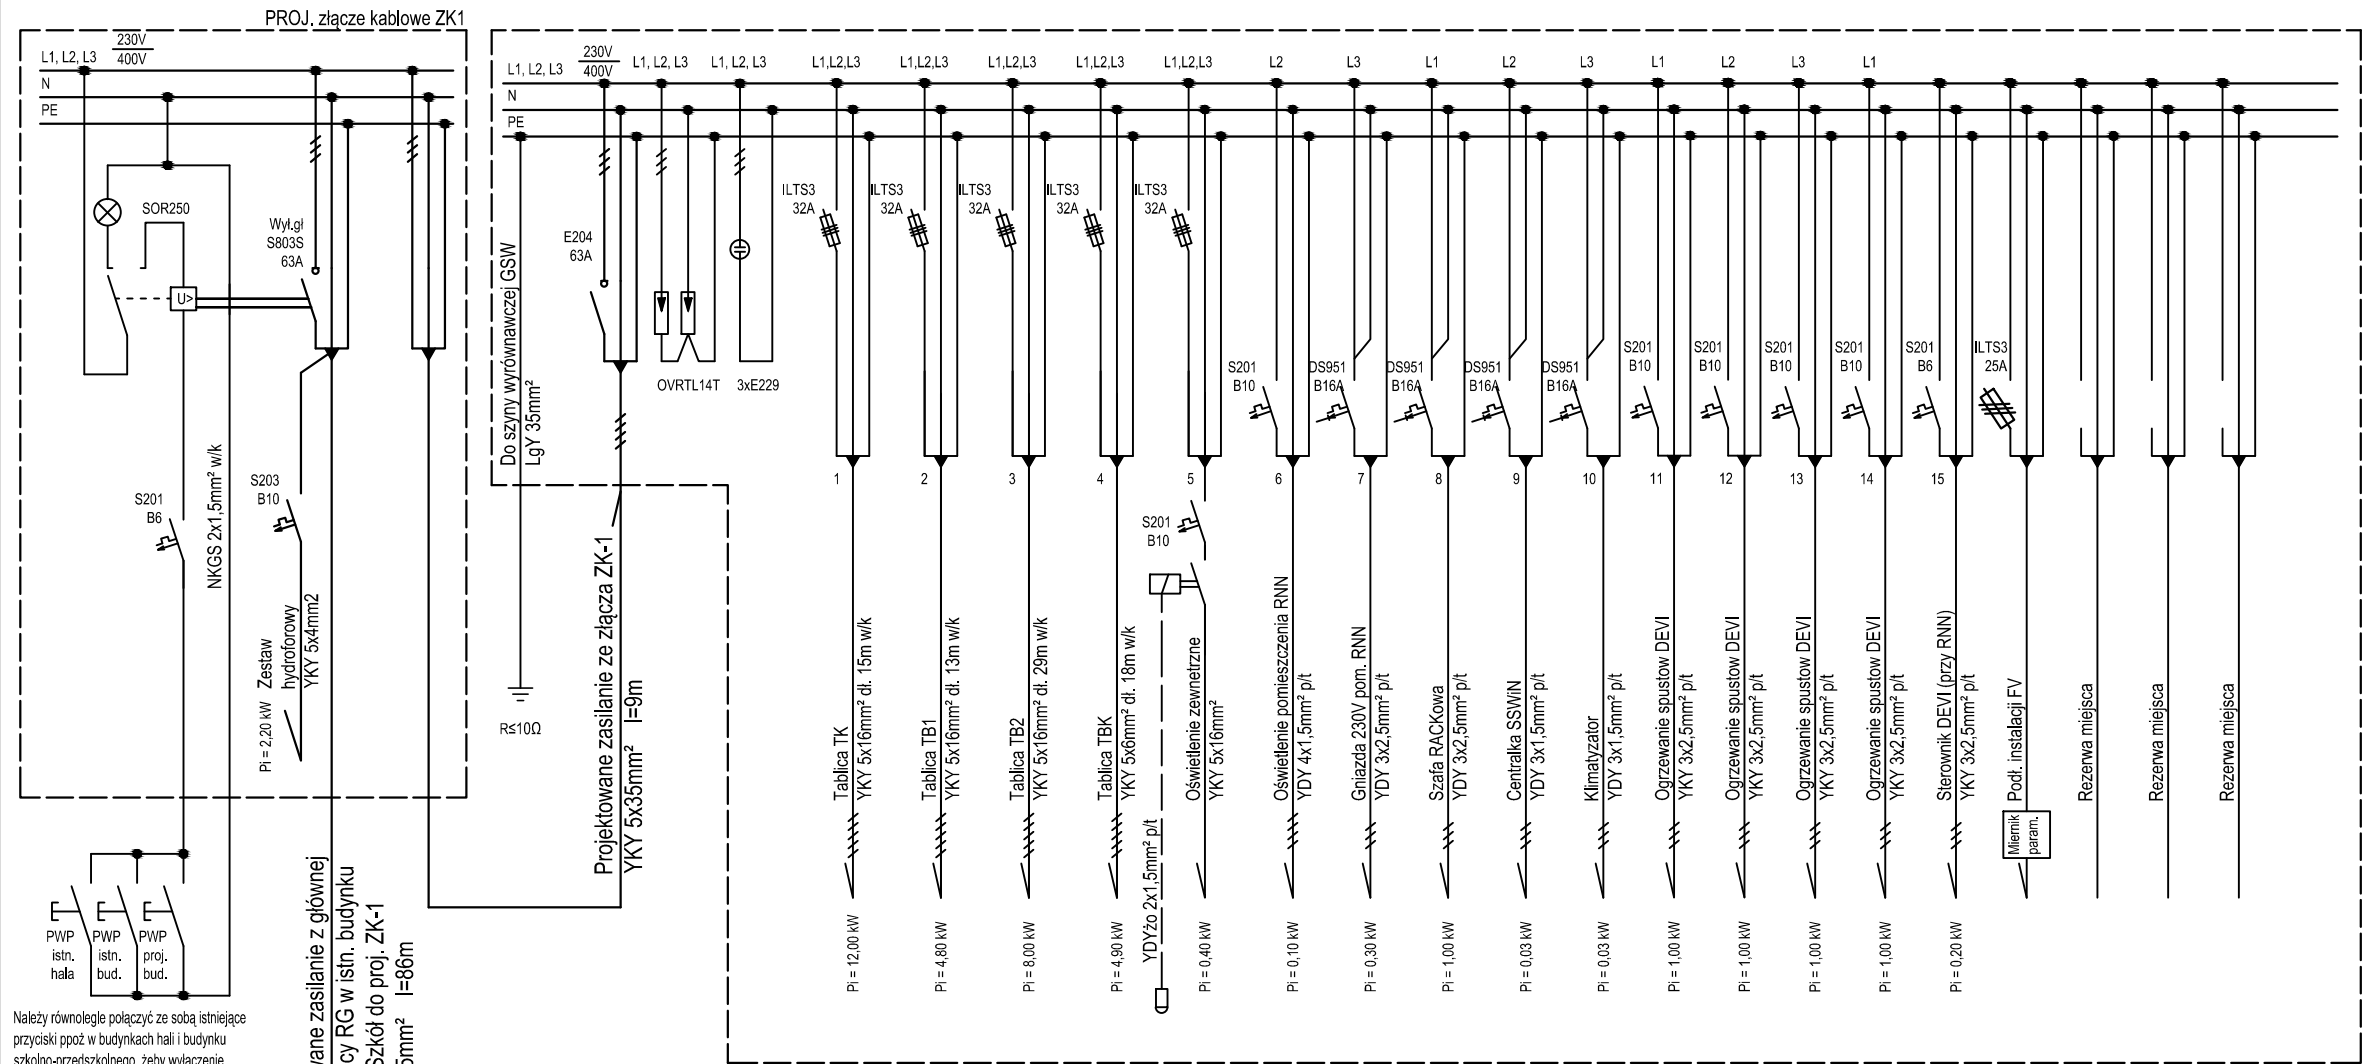 PROJ. złącze kablowe ZK1
L1, L2, L3
230V
400V
N
PE
SOR250
Wył.gł
S803S
63A
U>
S201
B6
NKGS 2x1,5mm² w/k
S203
B10
Pi = 2,20 kW
Zestaw
hydroforowy
YKY 5x4mm2
PWP
istn.
hala
PWP
istn.
bud.
PWP
proj.
bud.
Należy równolegle połączyć ze sobą istniejące
przyciski ppoż w budynkach hali i budynku
szkolno-przedszkolnego, żeby wyłączenie
zasilanie z głównej
RG w istn. budynku
Szkół do proj. ZK-1
l=86m
L1, L2, L3
230V
400V
N
PE
L1, L2, L3
L1, L2, L3
L1,L2,L3
L1,L2,L3
L1,L2,L3
L1,L2,L3
L1,L2,L3
L2
L3
L1
L2
L3
L1
L2
L3
L1
Do szyny wyrównawczej GSW
LgY 35mm²
R≤10Ω
E204
63A
OVRTL14T
3xE229
Projektowane zasilanie ze złącza ZK-1
YKY 5x35mm² l=9m
ILTS3
32A
ILTS3
32A
ILTS3
32A
ILTS3
32A
ILTS3
32A
S201
B10
DS951
B16A
DS951
B16A
DS951
B16A
DS951
B16A
S201
B10
S201
B10
S201
B10
S201
B10
S201
B6
ILTS3
25A
1
2
3
4
5
6
7
8
9
10
11
12
13
14
15
S201
B10
YDYżo 2x1,5mm² p/t
Tablica TK
YKY 5x16mm² dł. 15m w/k
Tablica TB1
YKY 5x16mm² dł. 13m w/k
Tablica TB2
YKY 5x16mm² dł. 29m w/k
Tablica TBK
YKY 5x6mm² dł. 18m w/k
Oświetlenie zewnetrzne
YKY 5x16mm²
Oświetlenie pomieszczenia RNN
YDY 4x1,5mm² p/t
Gniazda 230V pom. RNN
YDY 3x2,5mm² p/t
Szafa RACKowa
YDY 3x2,5mm² p/t
Centralka SSWiN
YDY 3x1,5mm² p/t
Klimatyzator
YDY 3x1,5mm² p/t
Ogrzewanie spustow DEVI
YKY 3x2,5mm² p/t
Ogrzewanie spustow DEVI
YKY 3x2,5mm² p/t
Ogrzewanie spustow DEVI
YKY 3x2,5mm² p/t
Ogrzewanie spustow DEVI
YKY 3x2,5mm² p/t
Sterownik DEVI (przy RNN)
YKY 3x2,5mm² p/t
Podł. instalacji FV
Miernik
param.
Rezerwa miejsca
Rezerwa miejsca
Rezerwa miejsca
Pi = 12,00 kW
Pi = 4,80 kW
Pi = 8,00 kW
Pi = 4,90 kW
Pi = 0,40 kW
Pi = 0,10 kW
Pi = 0,30 kW
Pi = 1,00 kW
Pi = 0,03 kW
Pi = 0,03 kW
Pi = 1,00 kW
Pi = 1,00 kW
Pi = 1,00 kW
Pi = 1,00 kW
Pi = 0,20 kW